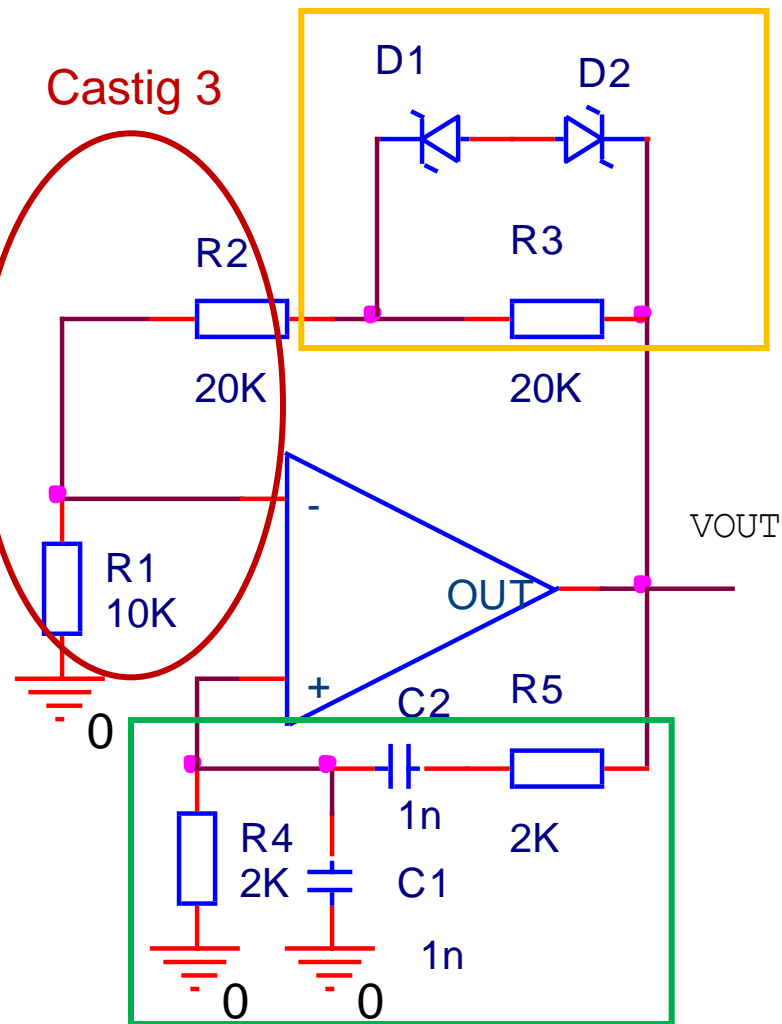 D1
D2
Castig 3
R2
R3
20K
20K
-
VOUT
R1
10K
OUT
+
R5
C2
0
1n
2K
R4
2K
C1
1n
0
0